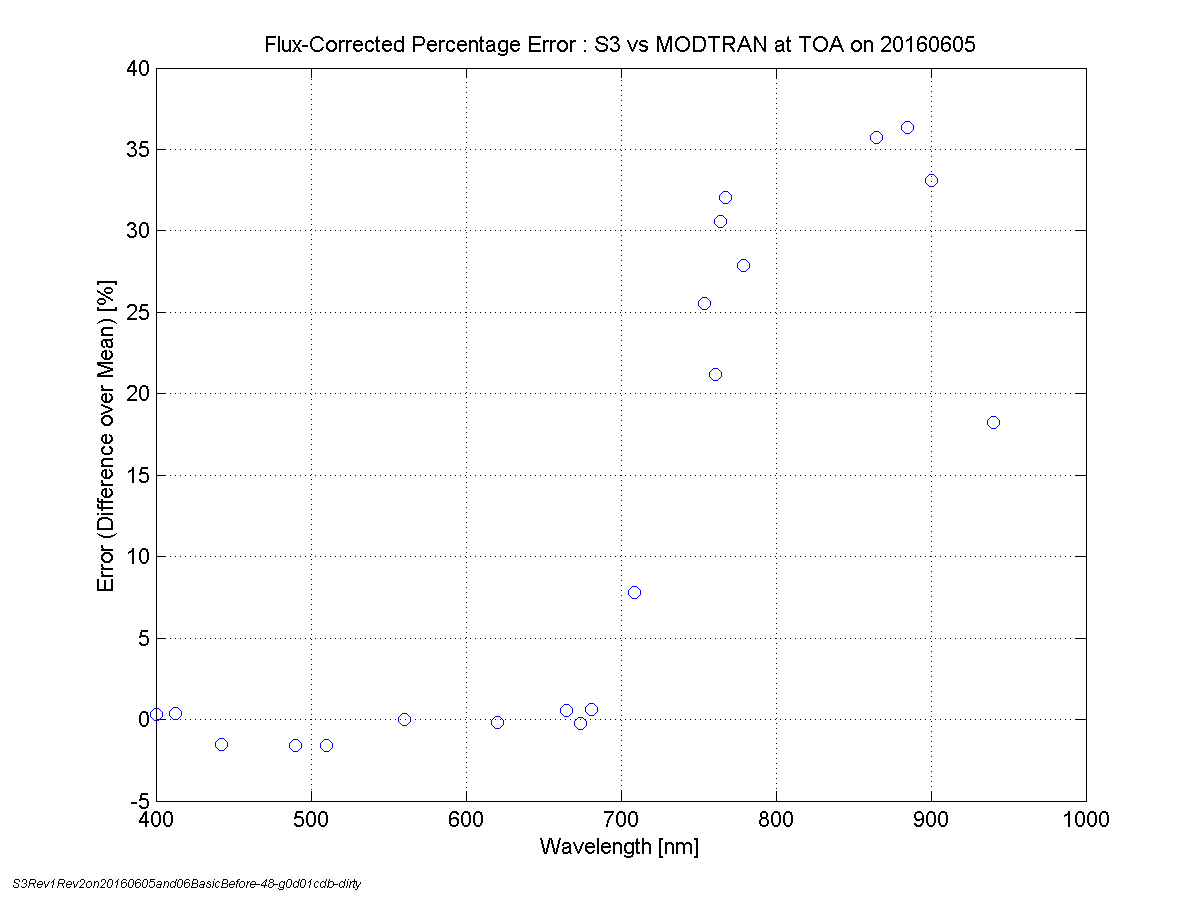 Flux-Corrected Percentage Error : S3 vs MODTRAN at TOA on 20160605
40
35
30
25
20
15
10
5
0
-5
Error (Difference over Mean) [%]
400 500 600 700 800 900 1000
Wavelength [nm]
S3Rev1Rev2on20160605and06BasicBefore-48-g0d01cdb-dirty